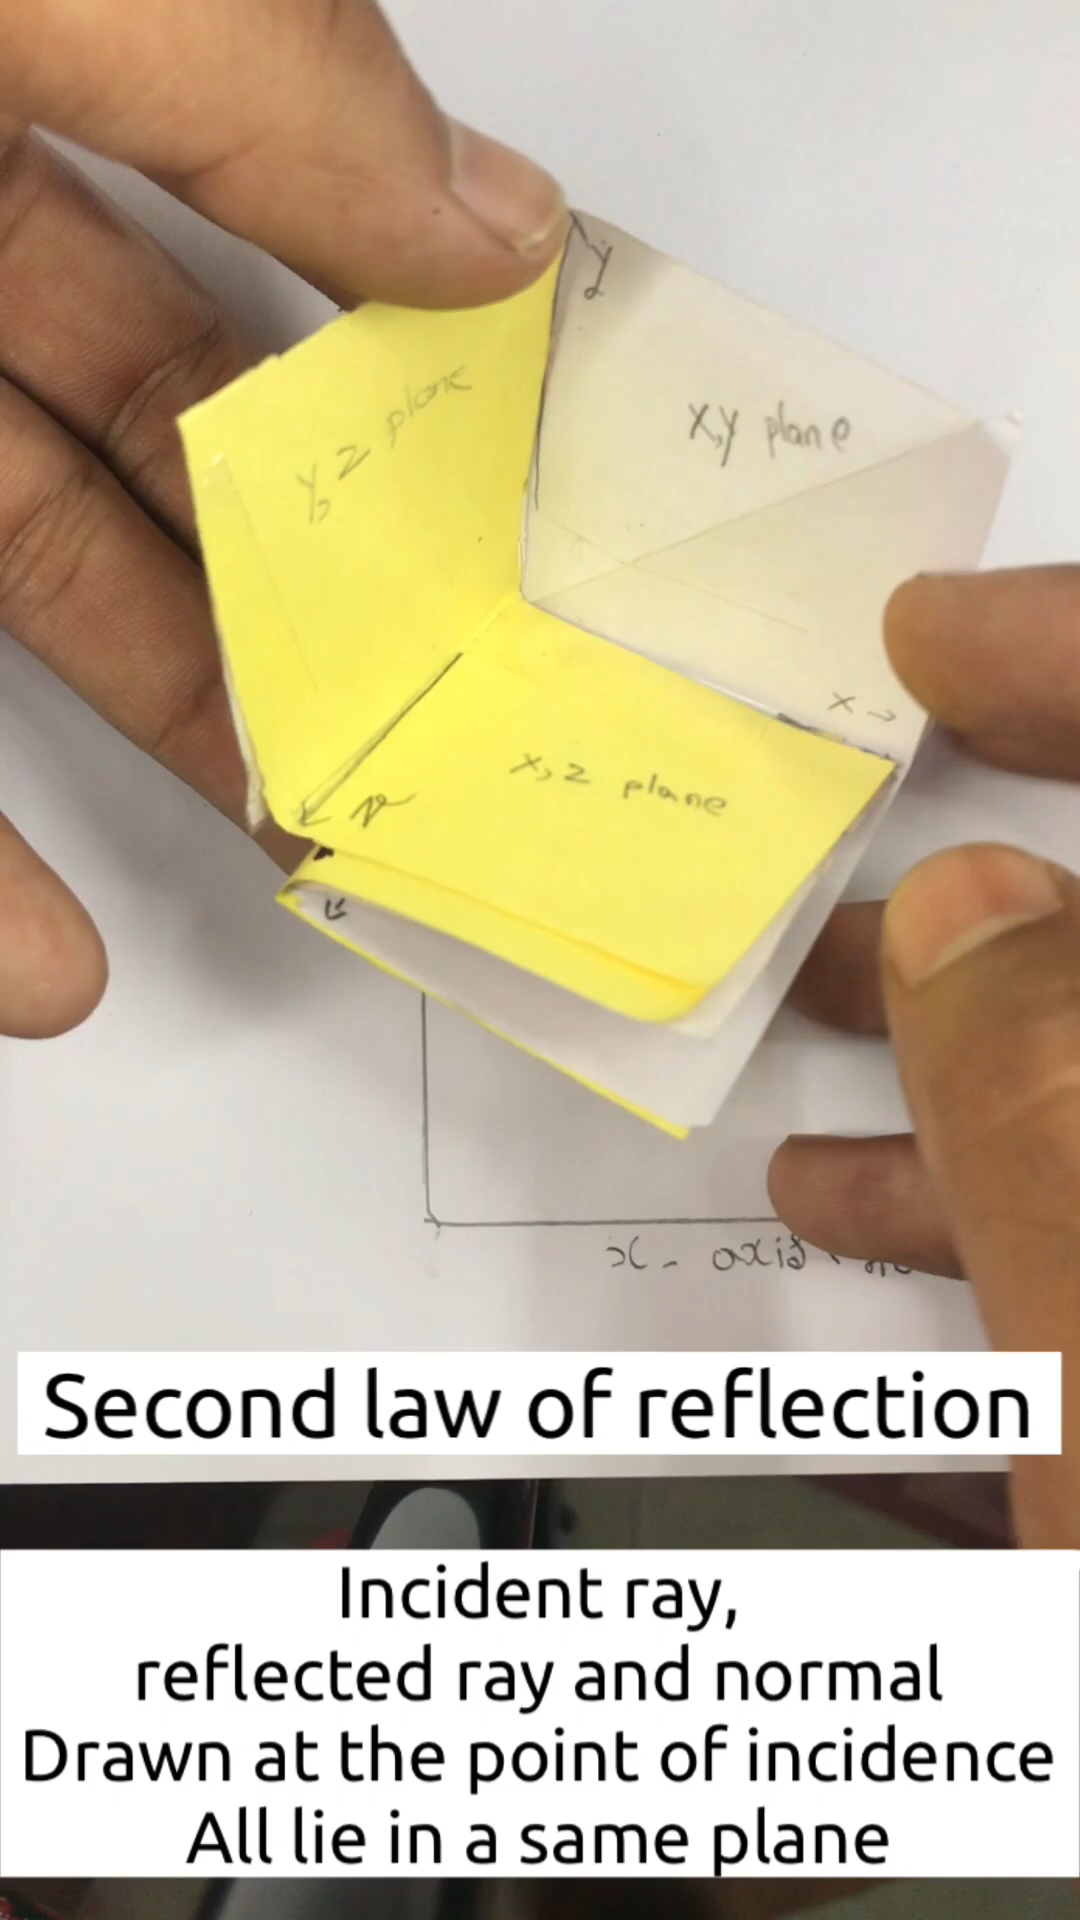 y
y, z plane
x,y plane
x →
x, z plane
z
x - axis
Second law of reflection
Incident ray,
reflected ray and normal
Drawn at the point of incidence
All lie in a same plane